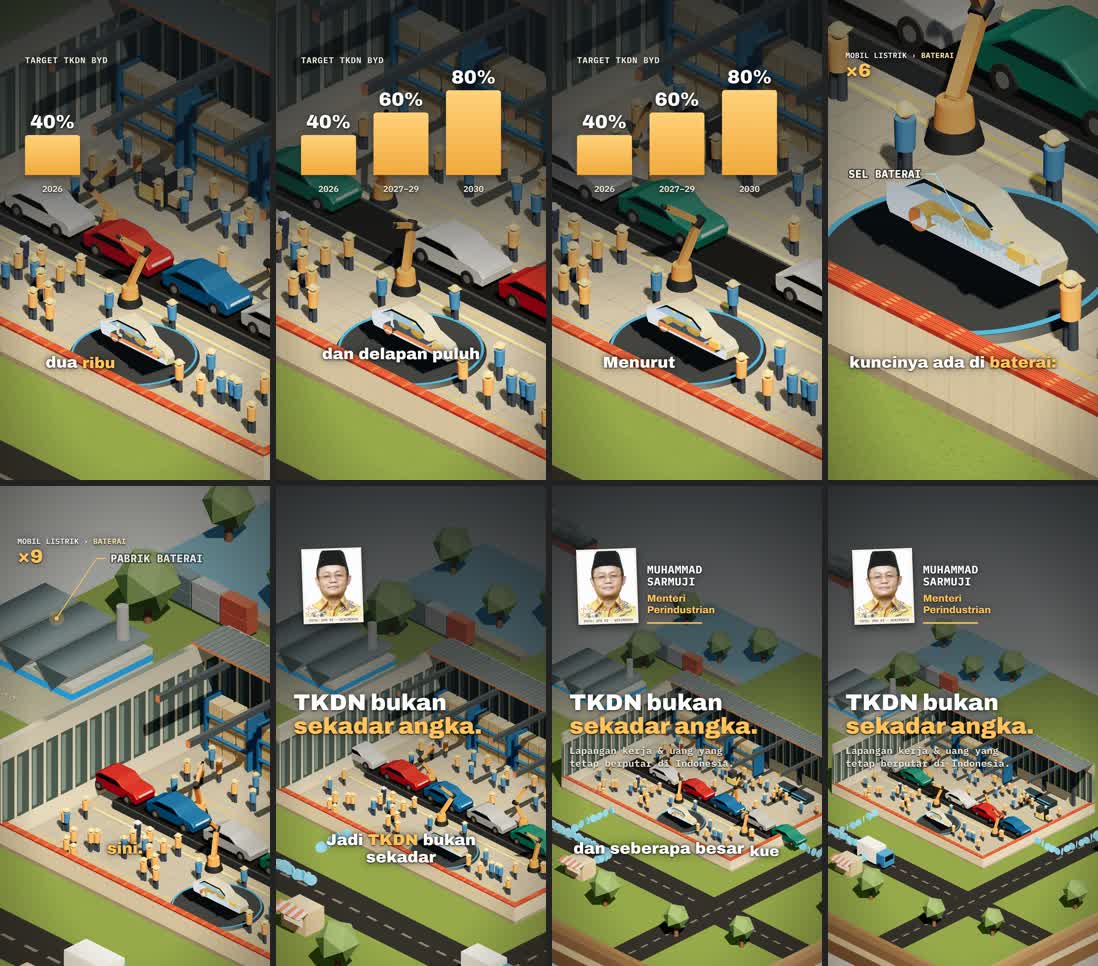 TARGET TKDN BYD
40%
2026
dua ribu
TARGET TKDN BYD
40%
60%
80%
2026
2027–29
2030
dan delapan puluh
TARGET TKDN BYD
40%
60%
80%
2026
2027–29
2030
Menurut
MOBIL LISTRIK › BATERAI
×6
SEL BATERAI
kuncinya ada di baterai:
MOBIL LISTRIK › BATERAI
×9
PABRIK BATERAI
sini.
TKDN bukan
sekadar angka.
Jadi TKDN bukan
sekadar
MUHAMMAD
SARMUJI
Menteri
Perindustrian
TKDN bukan
sekadar angka.
Lapangan kerja & uang yang
tetap berputar di Indonesia.
dan seberapa besar kue
MUHAMMAD
SARMUJI
Menteri
Perindustrian
TKDN bukan
sekadar angka.
Lapangan kerja & uang yang
tetap berputar di Indonesia.